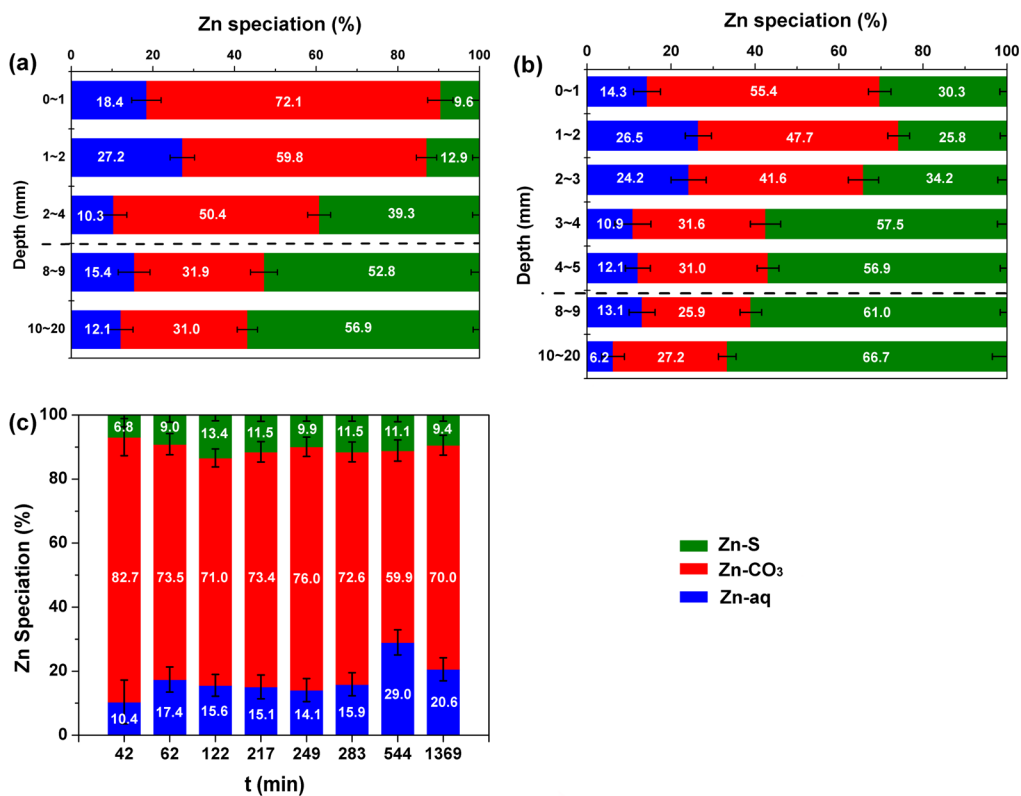 Zn speciation (%)
0 20 40 60 80 100
(a)
Depth (mm)
0~1 18.4 72.1 9.6
1~2 27.2 59.8 12.9
2~4 10.3 50.4 39.3
8~9 15.4 31.9 52.8
10~20 12.1 31.0 56.9
Zn speciation (%)
0 20 40 60 80 100
(b)
Depth (mm)
0~1 14.3 55.4 30.3
1~2 26.5 47.7 25.8
2~3 24.2 41.6 34.2
3~4 10.9 31.6 57.5
4~5 12.1 31.0 56.9
8~9 13.1 25.9 61.0
10~20 6.2 27.2 66.7
(c)
Zn Speciation (%)
100
80
60
40
20
0
6.8 9.0 13.4 11.5 9.9 11.5 11.1 9.4
82.7 73.5 71.0 73.4 76.0 72.6 59.9 70.0
10.4 17.4 15.6 15.1 14.1 15.9 29.0 20.6
42 62 122 217 249 283 544 1369
t (min)
Zn-S
Zn-CO₃
Zn-aq